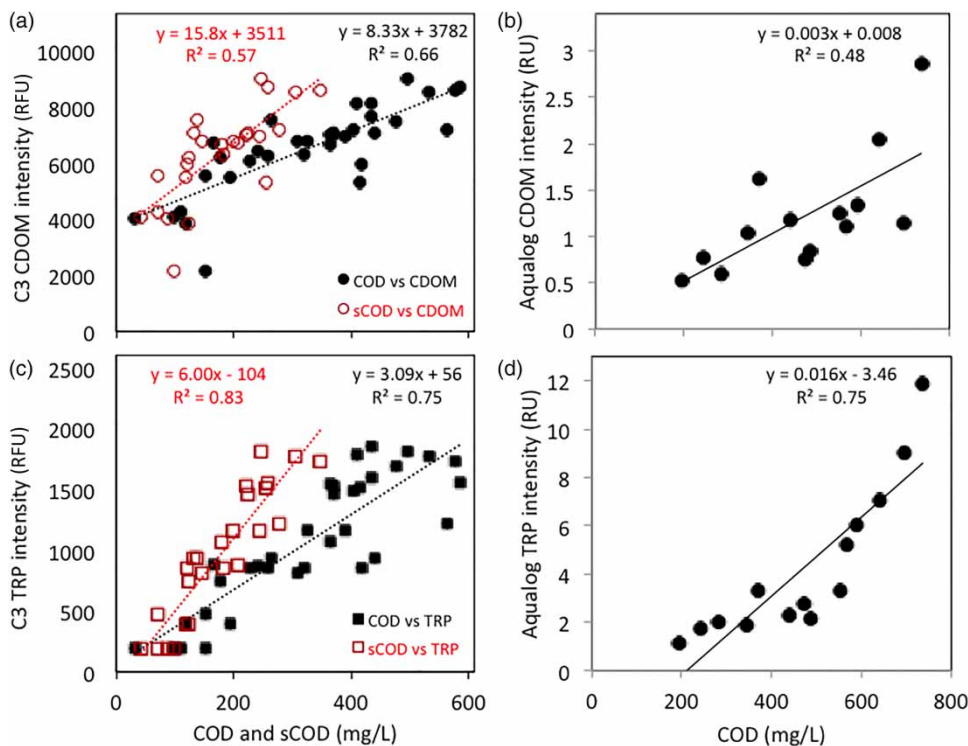 (a)
y = 15.8x + 3511
R² = 0.57
y = 8.33x + 3782
R² = 0.66
C3 CDOM intensity (RFU)
10000
8000
6000
4000
2000
0
COD vs CDOM
sCOD vs CDOM
(b)
y = 0.003x + 0.008
R² = 0.48
Aqualog CDOM intensity (RU)
3
2.5
2
1.5
1
0.5
0
(c)
y = 6.00x - 104
R² = 0.83
y = 3.09x + 56
R² = 0.75
C3 TRP intensity (RFU)
2500
2000
1500
1000
500
0
COD vs TRP
sCOD vs TRP
0 200 400 600
COD and sCOD (mg/L)
(d)
y = 0.016x - 3.46
R² = 0.75
Aqualog TRP intensity (RU)
12
10
8
6
4
2
0
0 200 400 600 800
COD (mg/L)